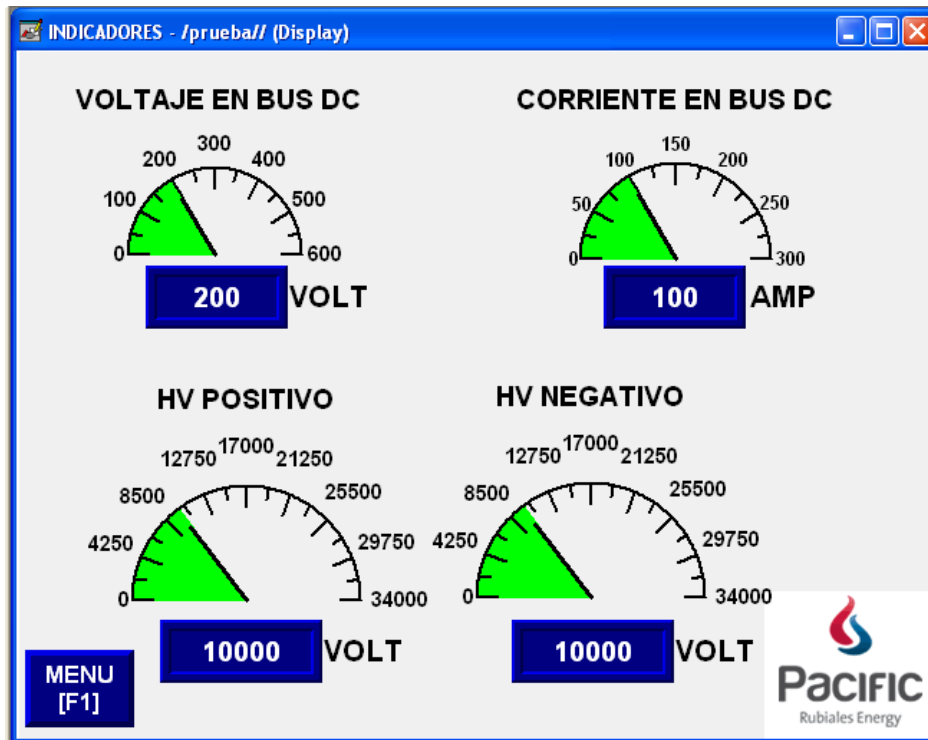 INDICADORES - /prueba// (Display)
VOLTAJE EN BUS DC
0
100
200
300
400
500
600
200
VOLT
CORRIENTE EN BUS DC
0
50
100
150
200
250
300
100
AMP
HV POSITIVO
0
4250
8500
12750
17000
21250
25500
29750
34000
10000
VOLT
HV NEGATIVO
0
4250
8500
12750
17000
21250
25500
29750
34000
10000
VOLT
MENU
[F1]
Pacific
Rubiales Energy